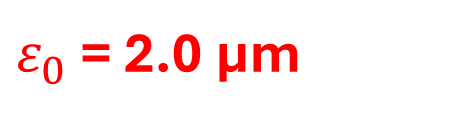 𝜀₀ = 2.0 μm